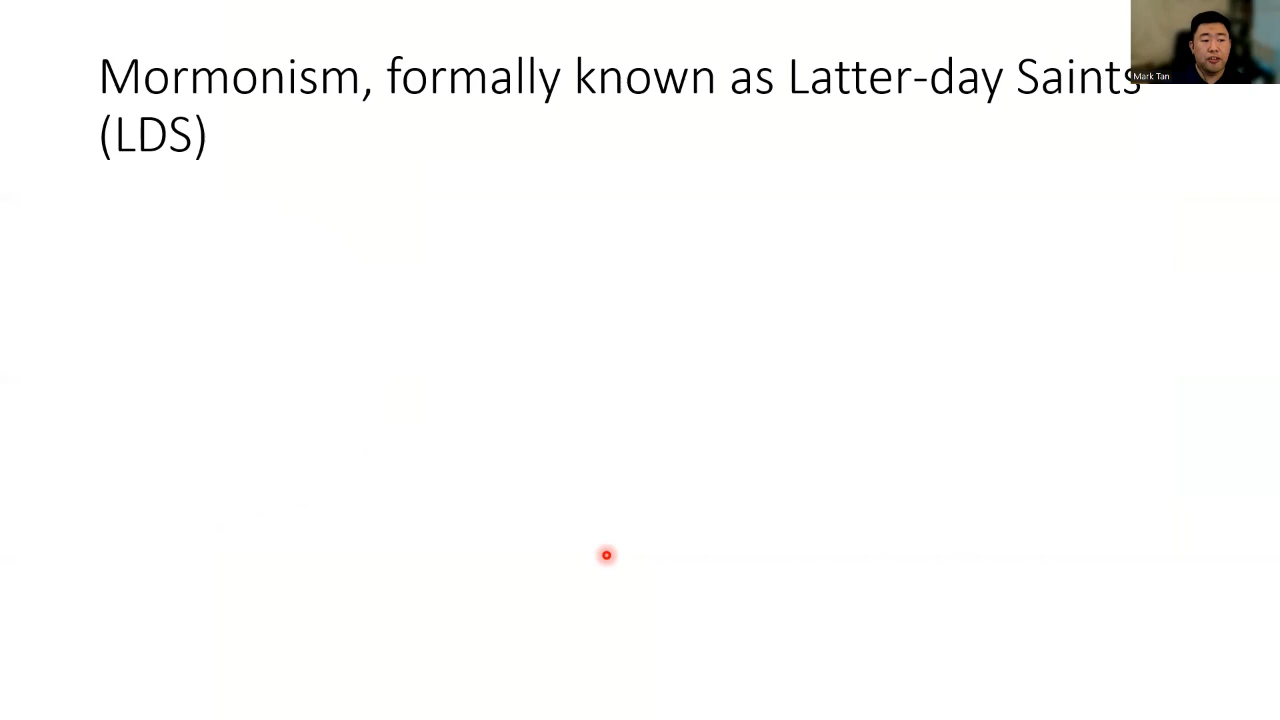 Mormonism, formally known as Latter-day Saints
(LDS)
Mark Tan